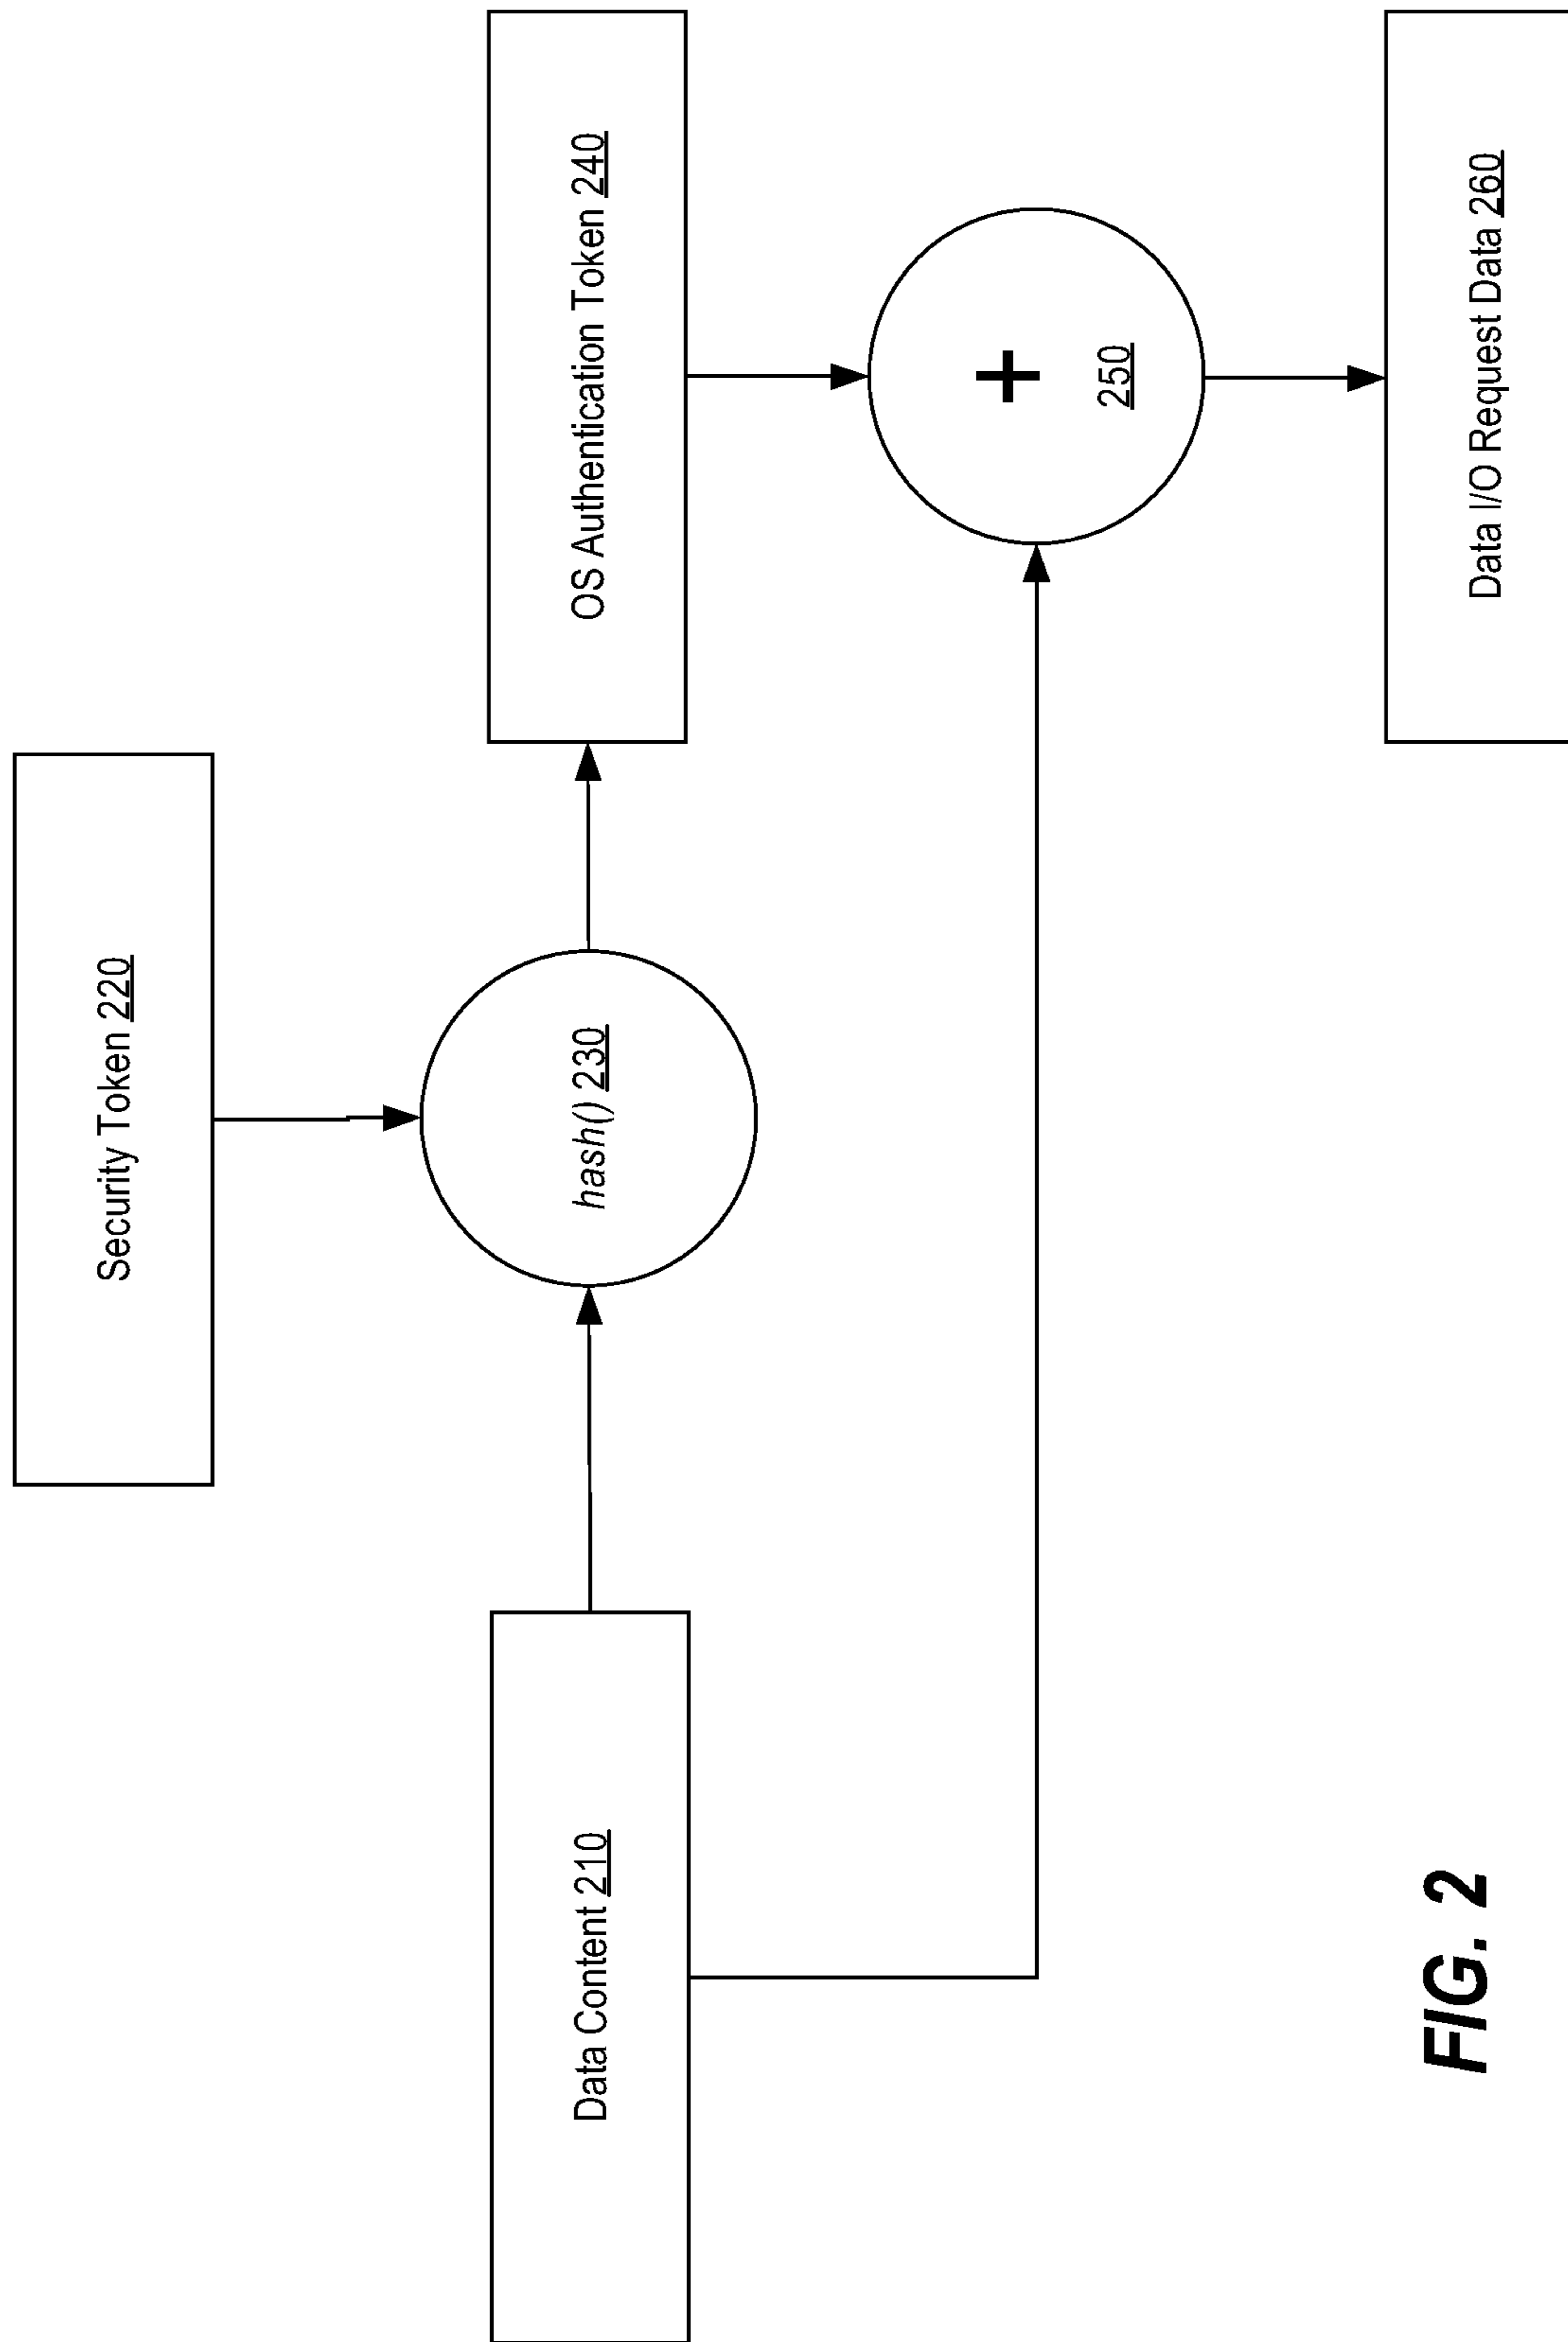 Security Token 220
Data Content 210
hash() 230
OS Authentication Token 240
+
250
Data I/O Request Data 260
FIG. 2